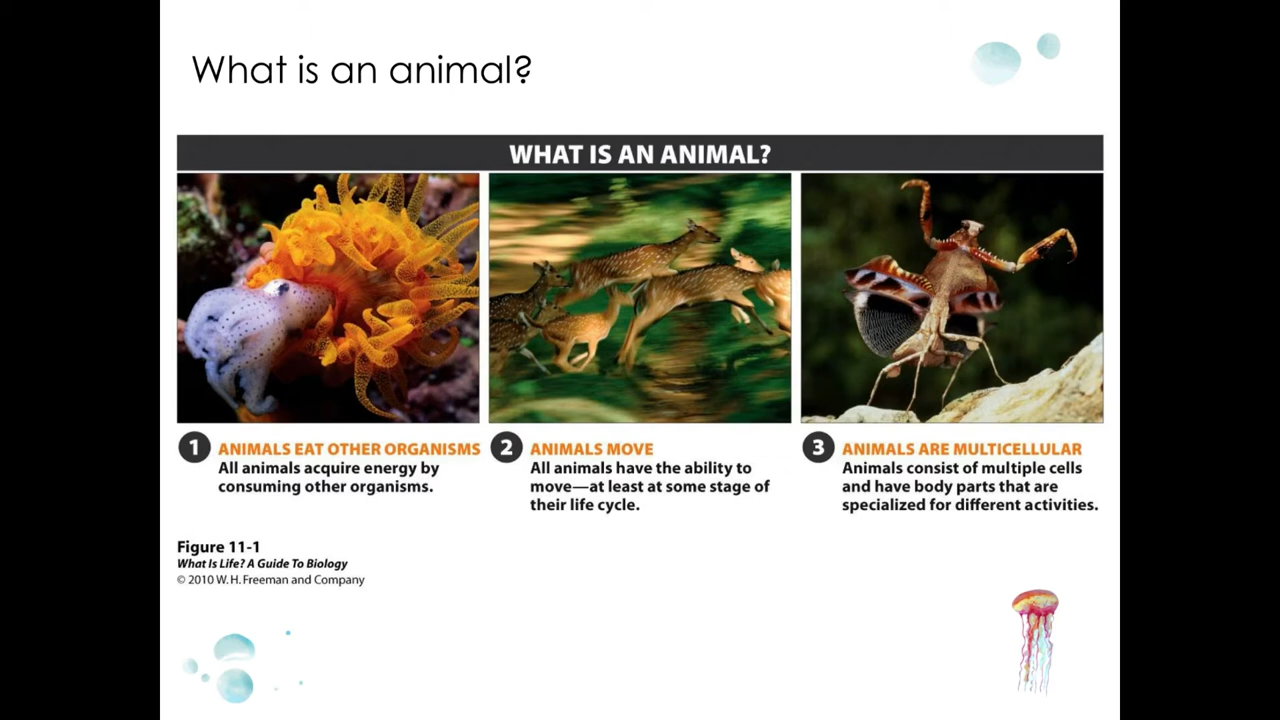 What is an animal?
WHAT IS AN ANIMAL?
1 ANIMALS EAT OTHER ORGANISMS
All animals acquire energy by
consuming other organisms.
2 ANIMALS MOVE
All animals have the ability to
move—at least at some stage of
their life cycle.
3 ANIMALS ARE MULTICELLULAR
Animals consist of multiple cells
and have body parts that are
specialized for different activities.
Figure 11-1
What Is Life? A Guide To Biology
© 2010 W. H. Freeman and Company